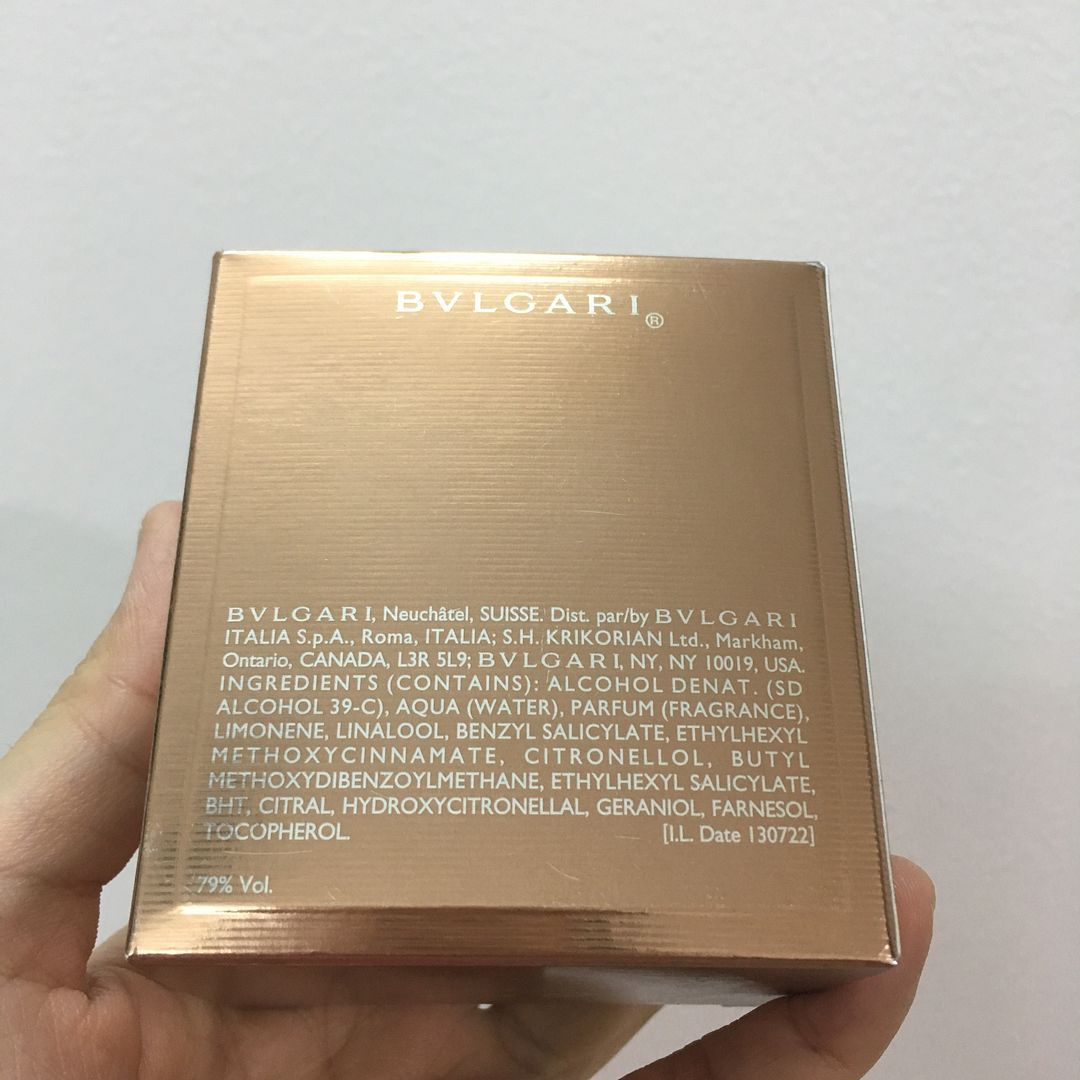 BVLGARI®
BVLGARI, Neuchâtel, SUISSE. Dist. par/by BVLGARI
ITALIA S.p.A., Roma, ITALIA; S.H. KRIKORIAN Ltd., Markham,
Ontario, CANADA, L3R 5L9; BVLGARI, NY, NY 10019, USA.
INGREDIENTS (CONTAINS): ALCOHOL DENAT. (SD
ALCOHOL 39-C), AQUA (WATER), PARFUM (FRAGRANCE),
LIMONENE, LINALOOL, BENZYL SALICYLATE, ETHYLHEXYL
METHOXYCINNAMATE, CITRONELLOL, BUTYL
METHOXYDIBENZOYLMETHANE, ETHYLHEXYL SALICYLATE,
BHT, CITRAL, HYDROXYCITRONELLAL, GERANIOL, FARNESOL,
TOCOPHEROL. [I.L. Date 130722]
79% Vol.